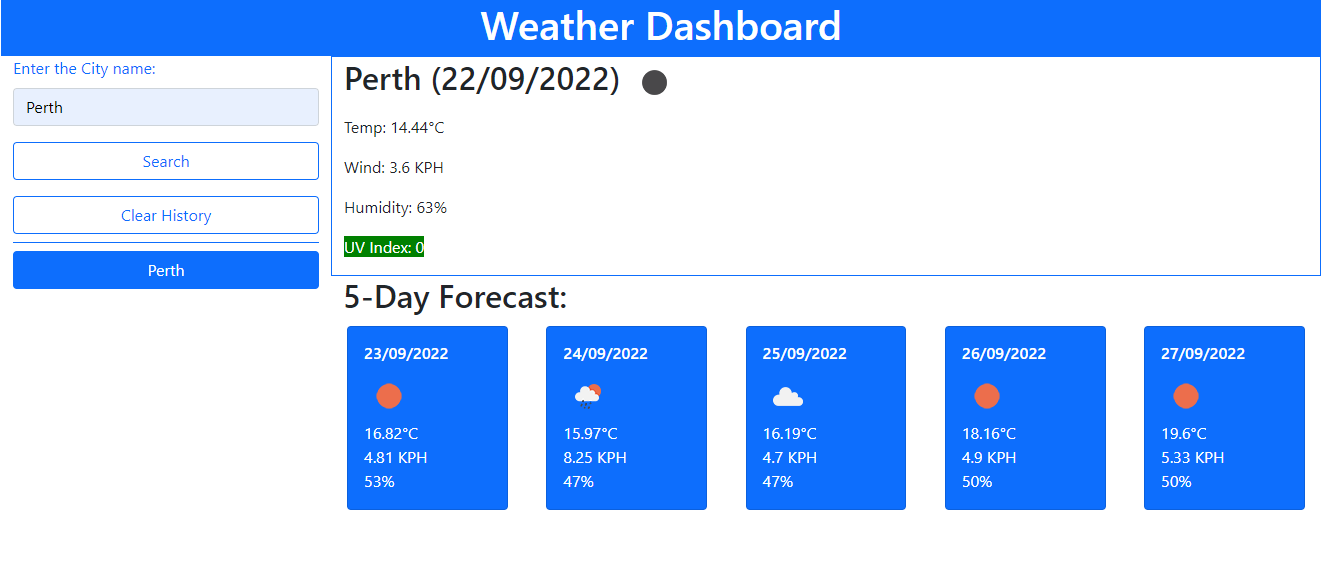 Weather Dashboard
Enter the City name:
Perth
Search
Clear History
Perth
Perth (22/09/2022)
Temp: 14.44°C
Wind: 3.6 KPH
Humidity: 63%
UV Index: 0
5-Day Forecast:
23/09/2022
16.82°C
4.81 KPH
53%
24/09/2022
15.97°C
8.25 KPH
47%
25/09/2022
16.19°C
4.7 KPH
47%
26/09/2022
18.16°C
4.9 KPH
50%
27/09/2022
19.6°C
5.33 KPH
50%